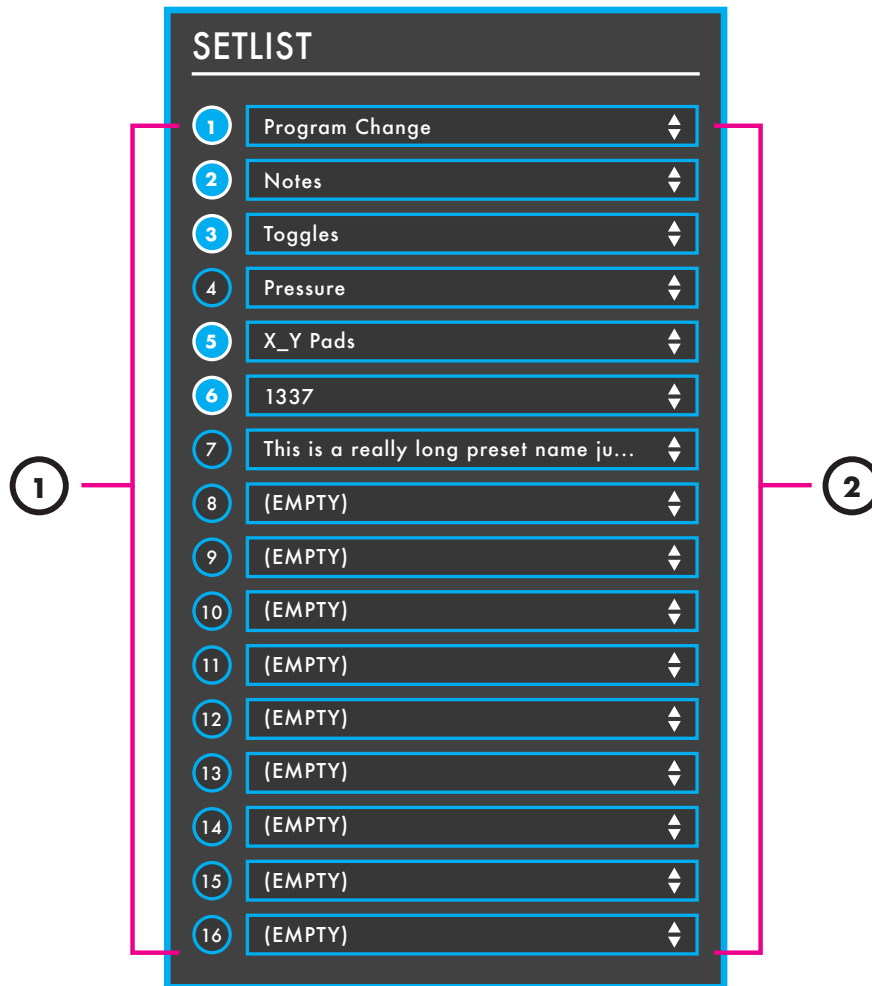 SETLIST
1 Program Change
2 Notes
3 Toggles
4 Pressure
5 X_Y Pads
6 1337
7 This is a really long preset name ju...
8 (EMPTY)
9 (EMPTY)
10 (EMPTY)
11 (EMPTY)
12 (EMPTY)
13 (EMPTY)
14 (EMPTY)
15 (EMPTY)
16 (EMPTY)
1
2